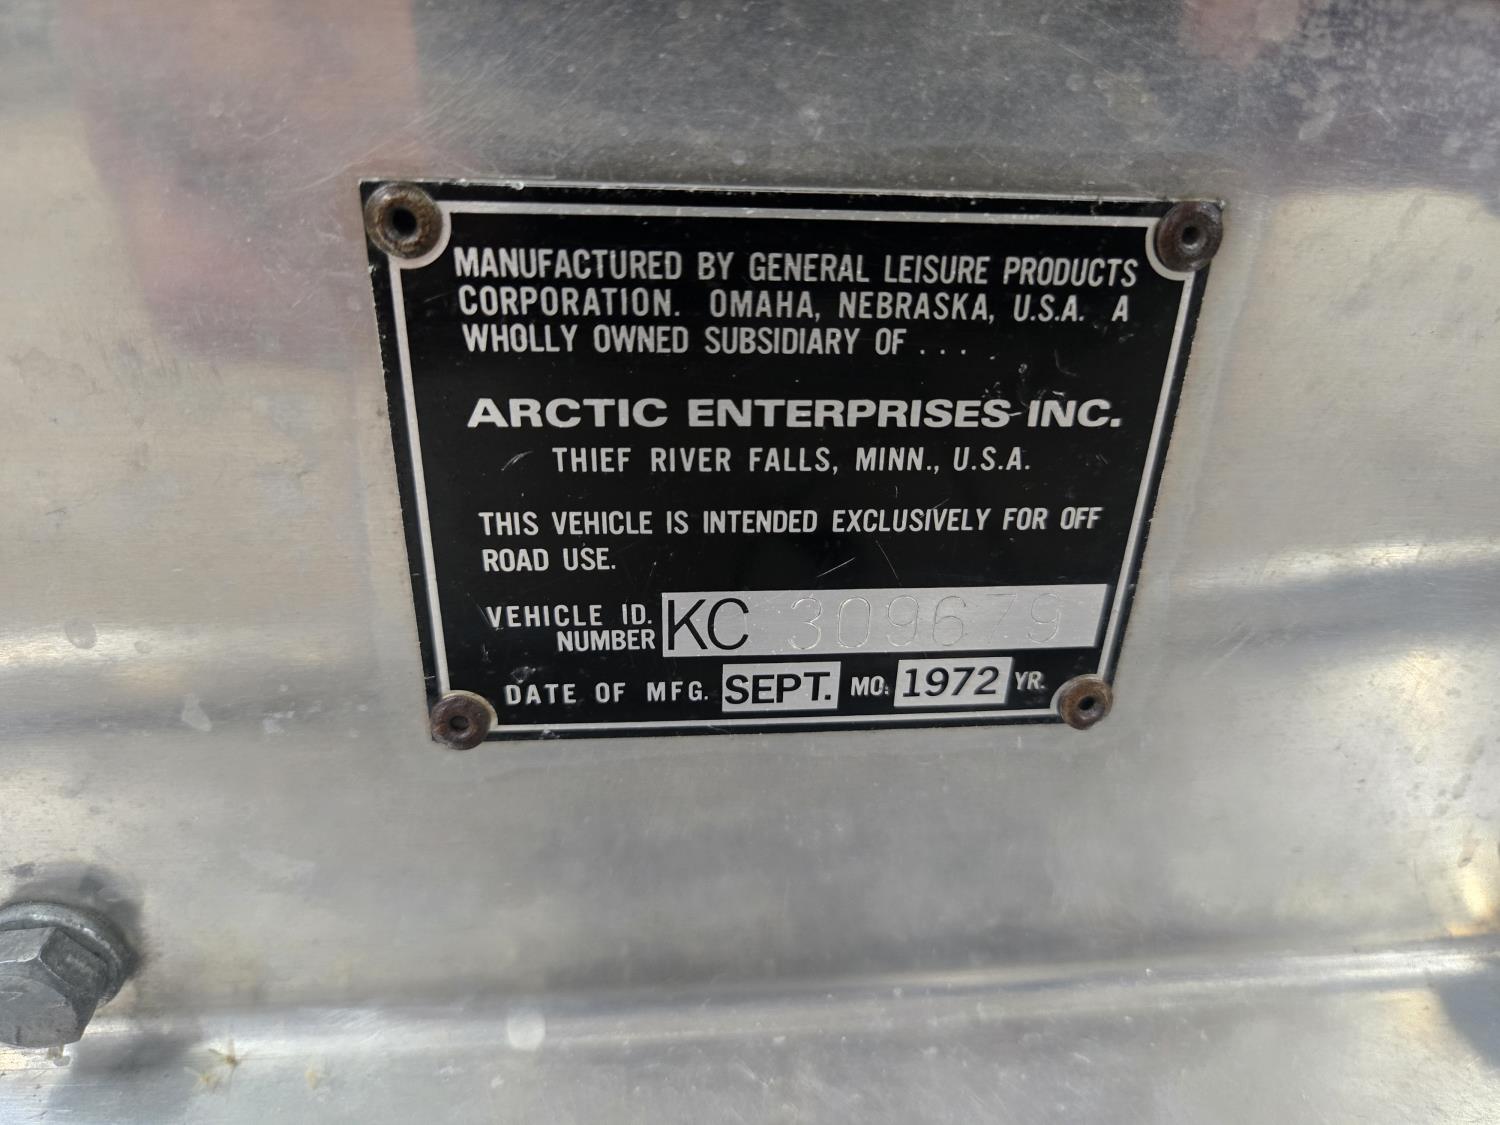 MANUFACTURED BY GENERAL LEISURE PRODUCTS
CORPORATION. OMAHA, NEBRASKA, U.S.A. A
WHOLLY OWNED SUBSIDIARY OF . . . .
ARCTIC ENTERPRISES INC.
THIEF RIVER FALLS, MINN., U.S.A.
THIS VEHICLE IS INTENDED EXCLUSIVELY FOR OFF
ROAD USE.
VEHICLE ID. NUMBER KC 309679
DATE OF MFG. SEPT. MO. 1972 YR.